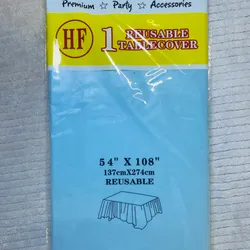 Premium ☆ Party ☆ Accessories
HF
1 REUSABLE
TABLECOVER
54" X 108"
137cmX274cm
REUSABLE